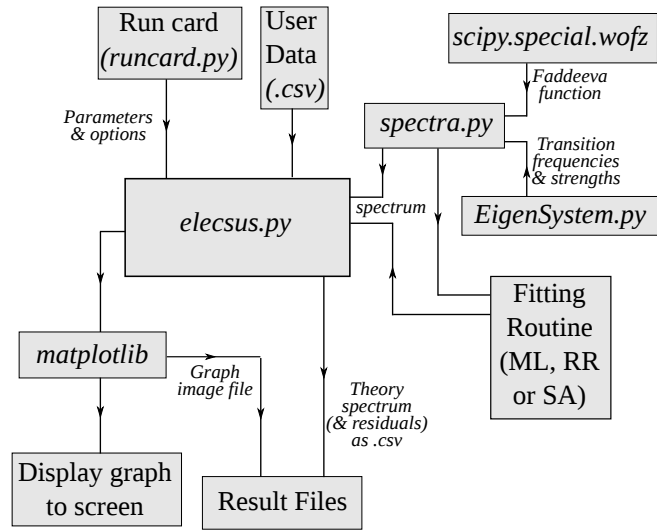 Run card
(runcard.py)
User
Data
(.csv)
scipy.special.wofz
Faddeeva
function
Parameters
& options
spectra.py
Transition
frequencies
& strengths
spectrum
EigenSystem.py
elecsus.py
Fitting
Routine
(ML, RR
or SA)
matplotlib
Graph
image file
Theory
spectrum
(& residuals)
as .csv
Display graph
to screen
Result Files